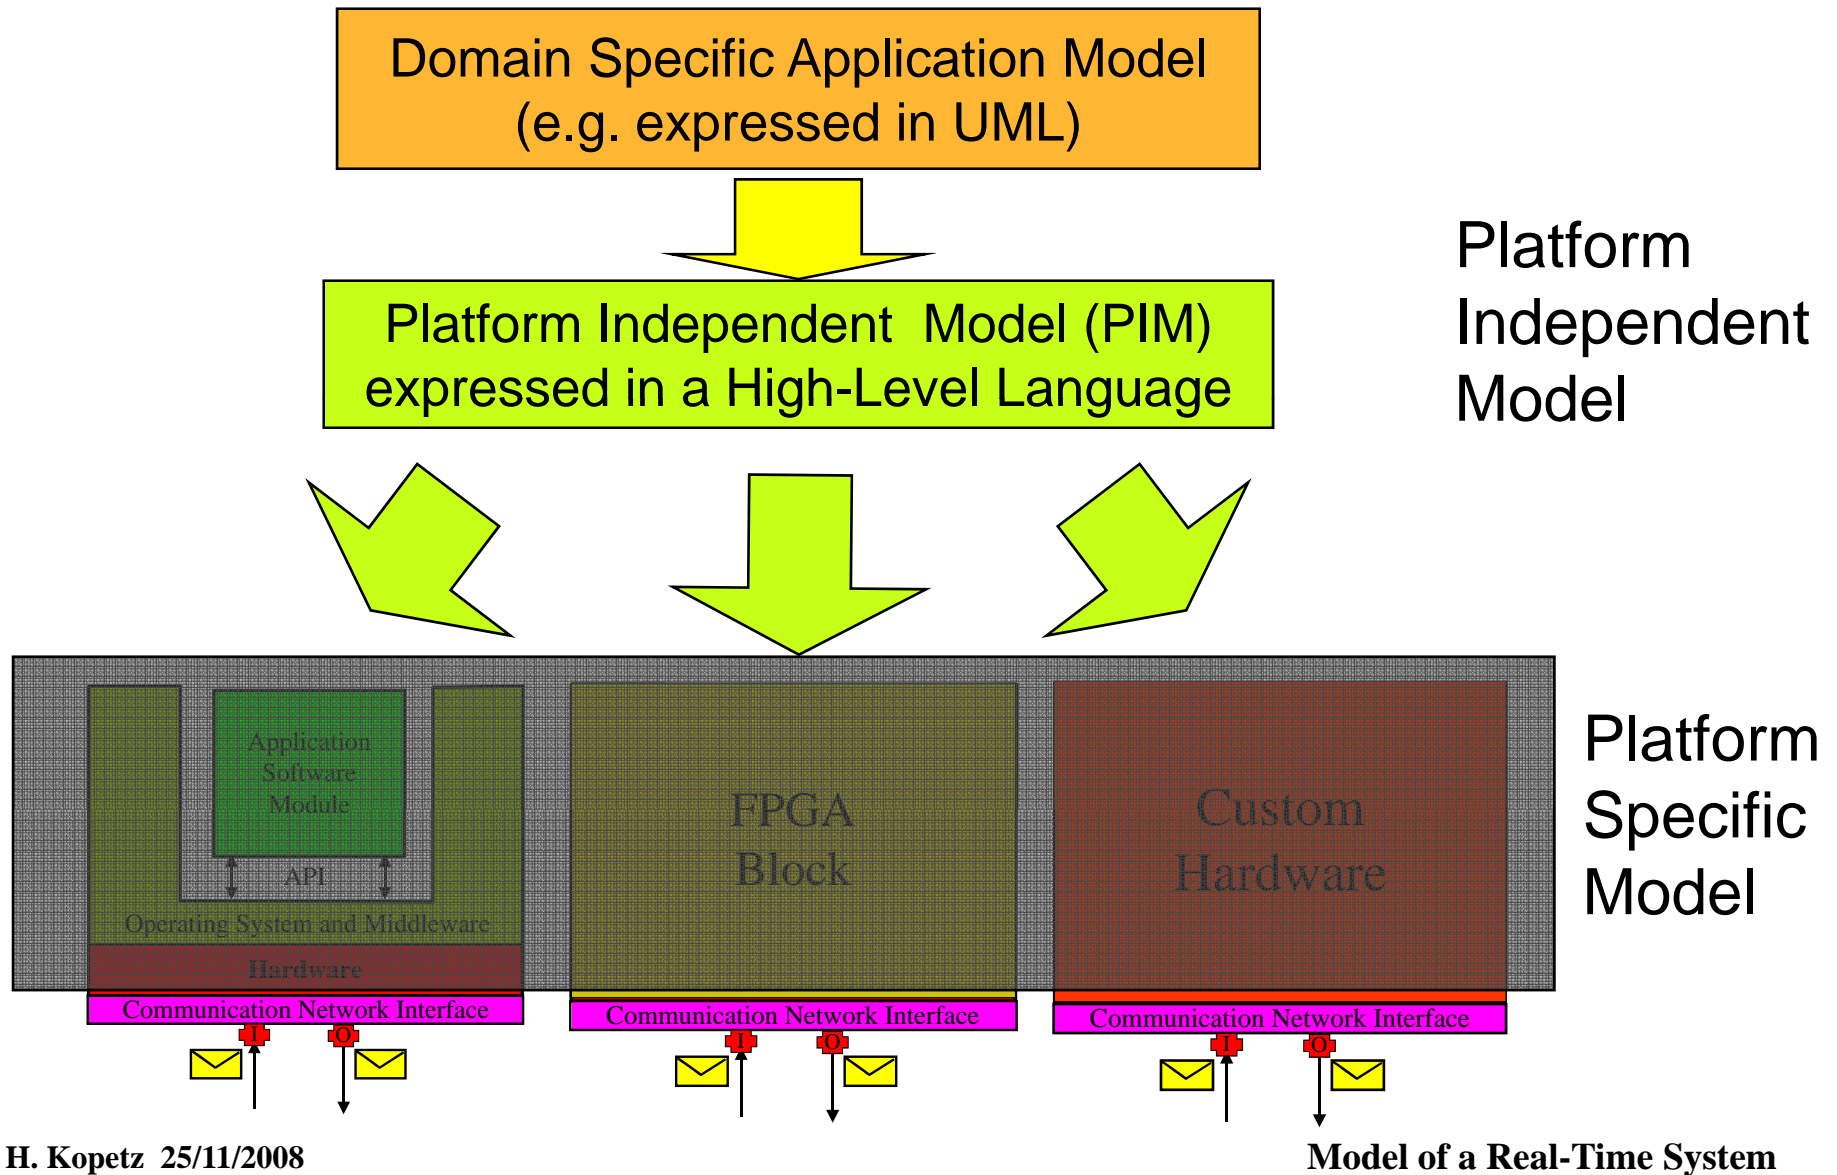 Domain Specific Application Model
(e.g. expressed in UML)
Platform Independent Model (PIM)
expressed in a High-Level Language
Platform
Independent
Model
Application
Software
Module
API
Operating System and Middleware
Hardware
Communication Network Interface
I
O
FPGA
Block
Communication Network Interface
I
O
Custom
Hardware
Communication Network Interface
I
O
Platform
Specific
Model
H. Kopetz 25/11/2008
Model of a Real-Time System